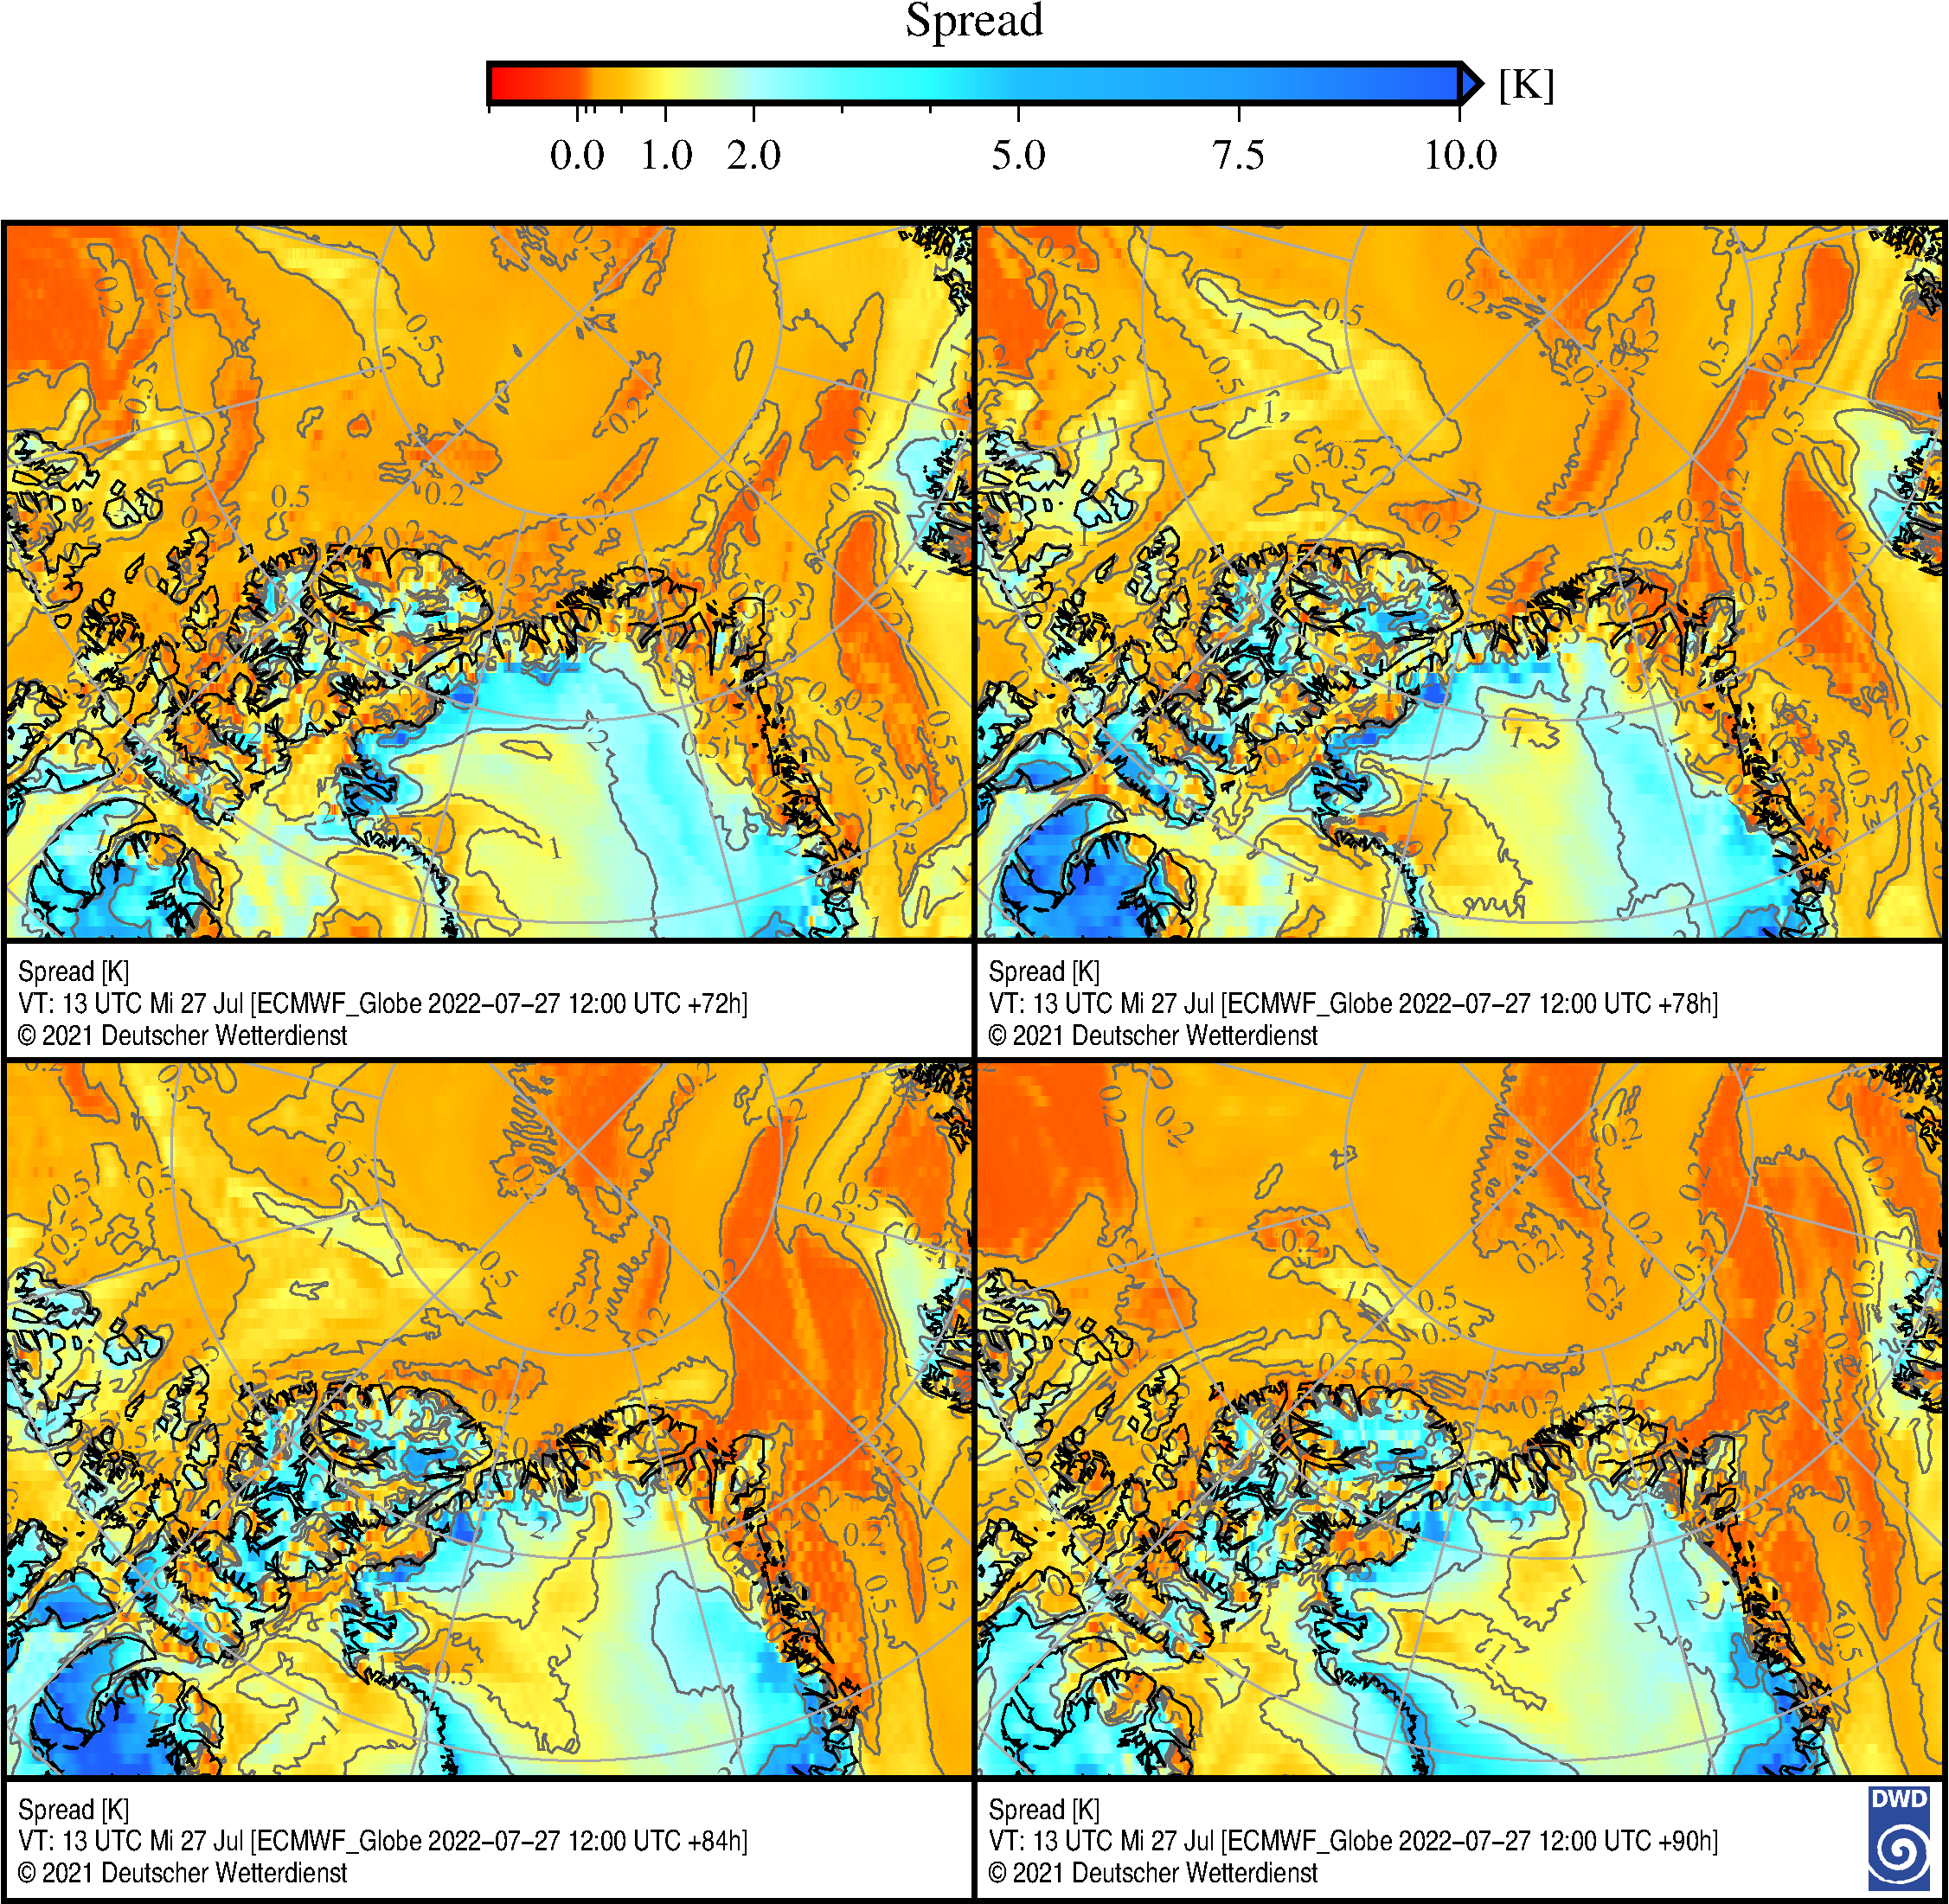 Spread
[K]
0.0 1.0 2.0 5.0 7.5 10.0
Spread [K]
VT: 13 UTC Mi 27 Jul [ECMWF_Globe 2022–07–27 12:00 UTC +72h]
© 2021 Deutscher Wetterdienst
Spread [K]
VT: 13 UTC Mi 27 Jul [ECMWF_Globe 2022–07–27 12:00 UTC +78h]
© 2021 Deutscher Wetterdienst
Spread [K]
VT: 13 UTC Mi 27 Jul [ECMWF_Globe 2022–07–27 12:00 UTC +84h]
© 2021 Deutscher Wetterdienst
Spread [K]
VT: 13 UTC Mi 27 Jul [ECMWF_Globe 2022–07–27 12:00 UTC +90h]
© 2021 Deutscher Wetterdienst
DWD